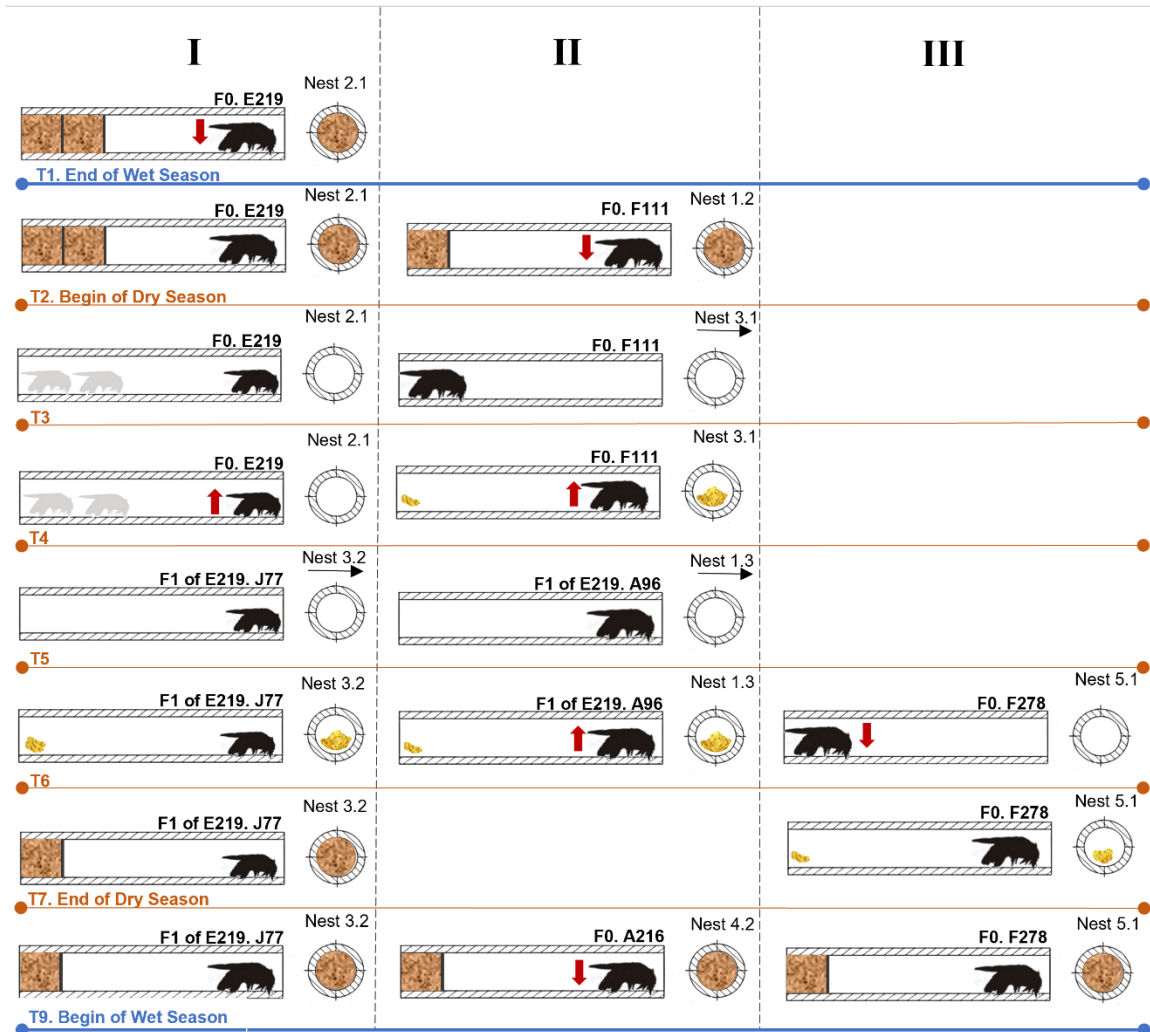 I II III
Nest 2.1
F0. E219
T1. End of Wet Season
Nest 2.1
F0. E219
Nest 1.2
F0. F111
T2. Begin of Dry Season
Nest 2.1
F0. E219
Nest 3.1
F0. F111
T3
Nest 2.1
F0. E219
Nest 3.1
F0. F111
T4
Nest 3.2
F1 of E219. J77
Nest 1.3
F1 of E219. A96
T5
Nest 3.2
F1 of E219. J77
Nest 1.3
F1 of E219. A96
Nest 5.1
F0. F278
T6
Nest 3.2
F1 of E219. J77
Nest 5.1
F0. F278
T7. End of Dry Season
Nest 3.2
F1 of E219. J77
Nest 4.2
F0. A216
Nest 5.1
F0. F278
T9. Begin of Wet Season